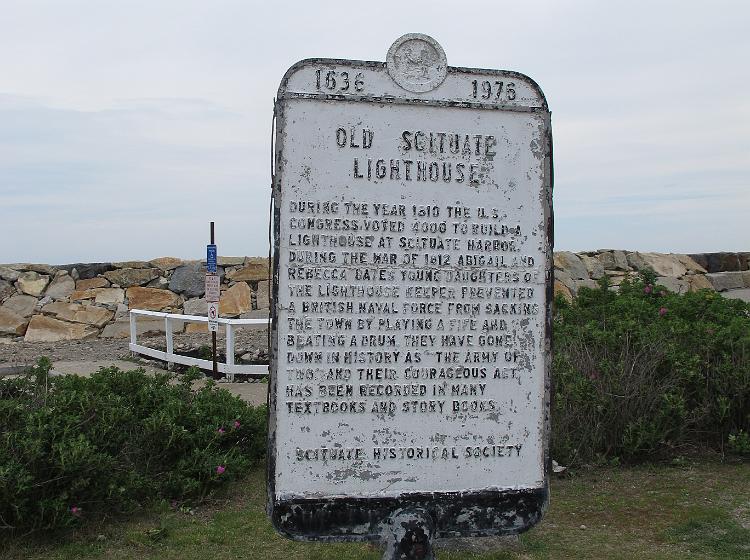 1636 1976
OLD SCITUATE
LIGHTHOUSE
DURING THE YEAR 1810 THE U.S.
CONGRESS VOTED 4000 TO BUILD A
LIGHTHOUSE AT SCITUATE HARBOR.
DURING THE WAR OF 1812 ABIGAIL AND
REBECCA BATES YOUNG DAUGHTERS OF
THE LIGHTHOUSE KEEPER PREVENTED
A BRITISH NAVAL FORCE FROM SACKING
THE TOWN BY PLAYING A FIFE AND
BEATING A DRUM. THEY HAVE GONE
DOWN IN HISTORY AS "THE ARMY OF
TWO" AND THEIR COURAGEOUS ACT
HAS BEEN RECORDED IN MANY
TEXTBOOKS AND STORY BOOKS
SCITUATE HISTORICAL SOCIETY